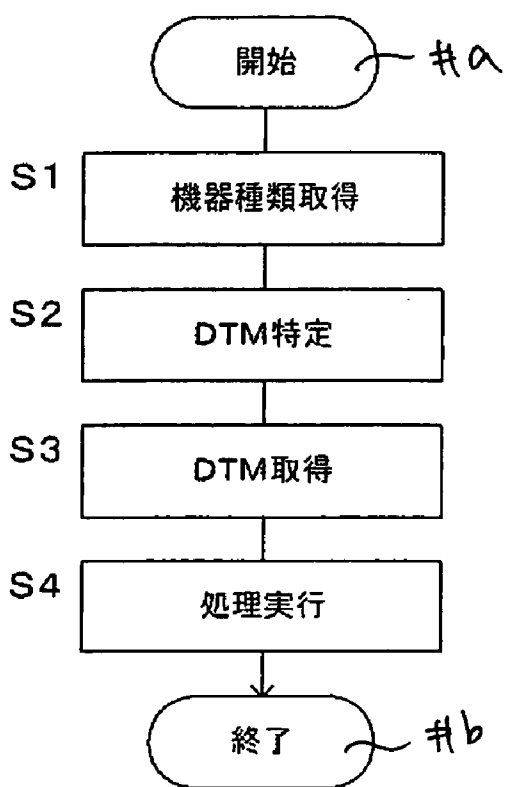 開始 #a
S1 機器種類取得
S2 DTM特定
S3 DTM取得
S4 処理実行
終了 #b